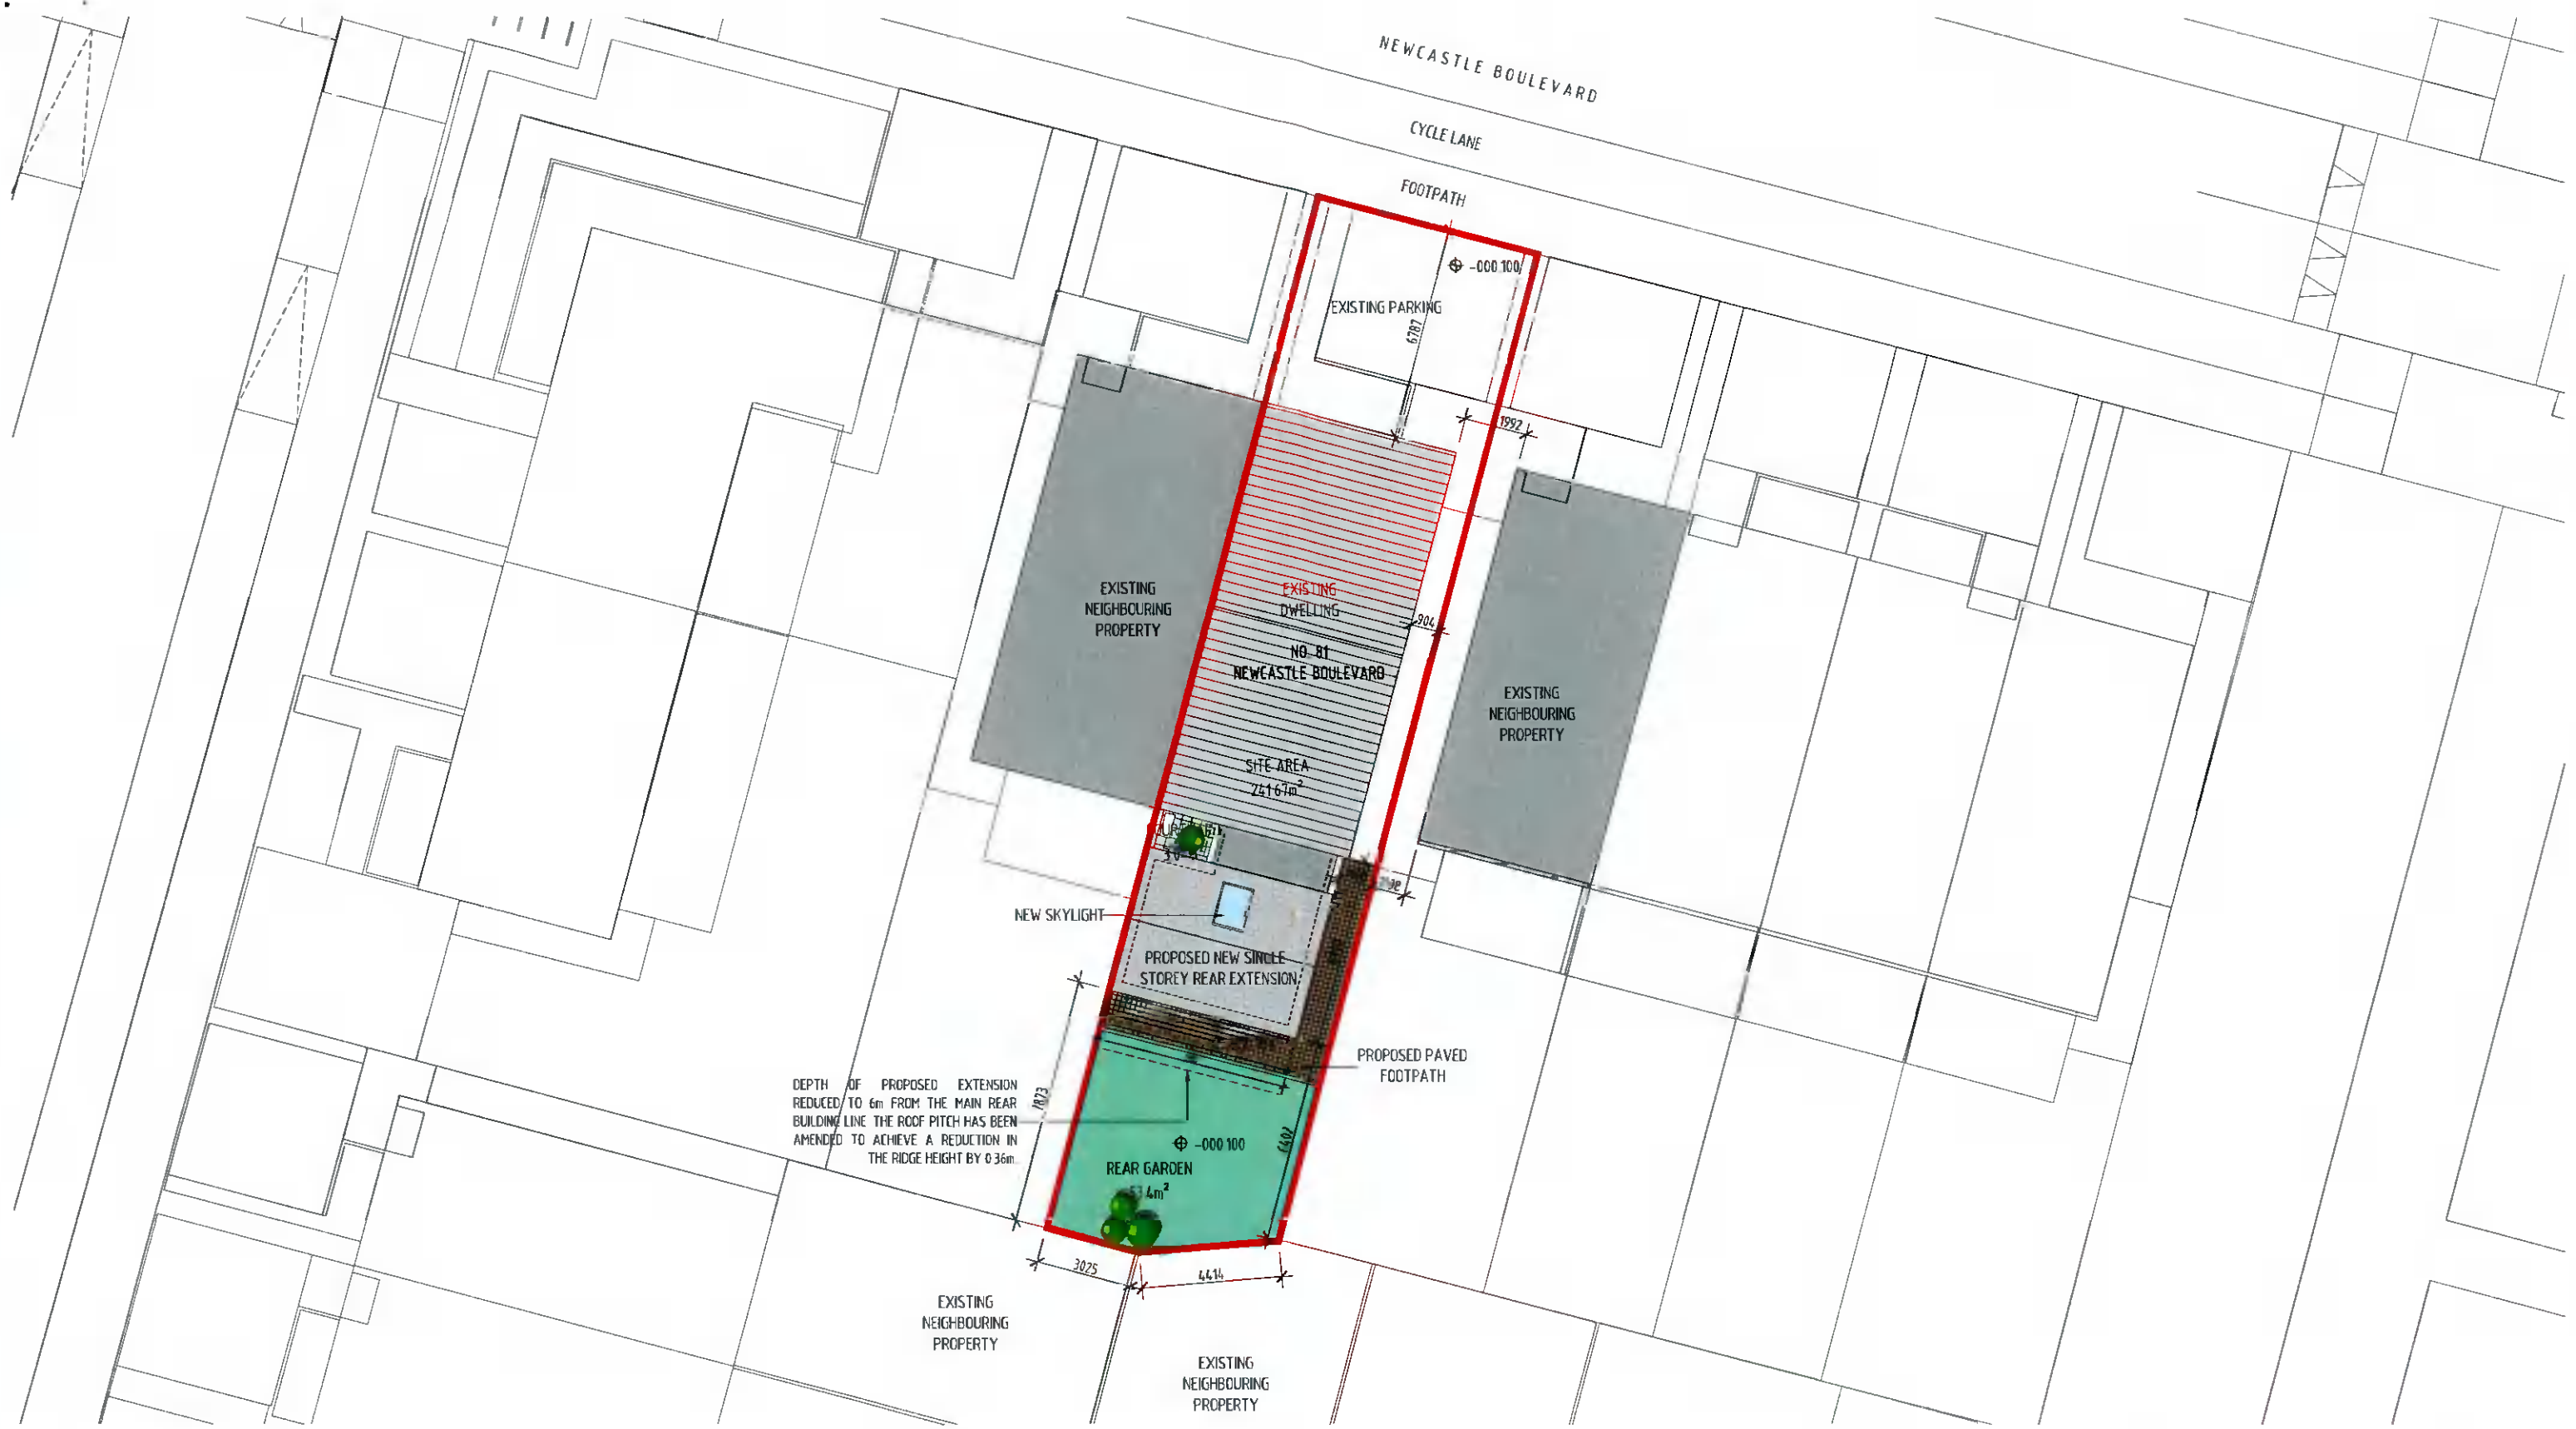 NEWCASTLE BOULEVARD
CYCLE LANE
FOOTPATH
-000 100
EXISTING PARKING
6787
1992
EXISTING
DWELLING
904
NO. 81
NEWCASTLE BOULEVARD
EXISTING
NEIGHBOURING
PROPERTY
EXISTING
NEIGHBOURING
PROPERTY
SITE AREA
241 67m²
NEW SKYLIGHT
PROPOSED NEW SINGLE
STOREY REAR EXTENSION
PROPOSED PAVED
FOOTPATH
DEPTH OF PROPOSED EXTENSION
REDUCED TO 6m FROM THE MAIN REAR
BUILDING LINE THE ROOF PITCH HAS BEEN
AMENDED TO ACHIEVE A REDUCTION IN
THE RIDGE HEIGHT BY 0 36m
7873
-000 100
6402
REAR GARDEN
3025
4414
EXISTING
NEIGHBOURING
PROPERTY
EXISTING
NEIGHBOURING
PROPERTY